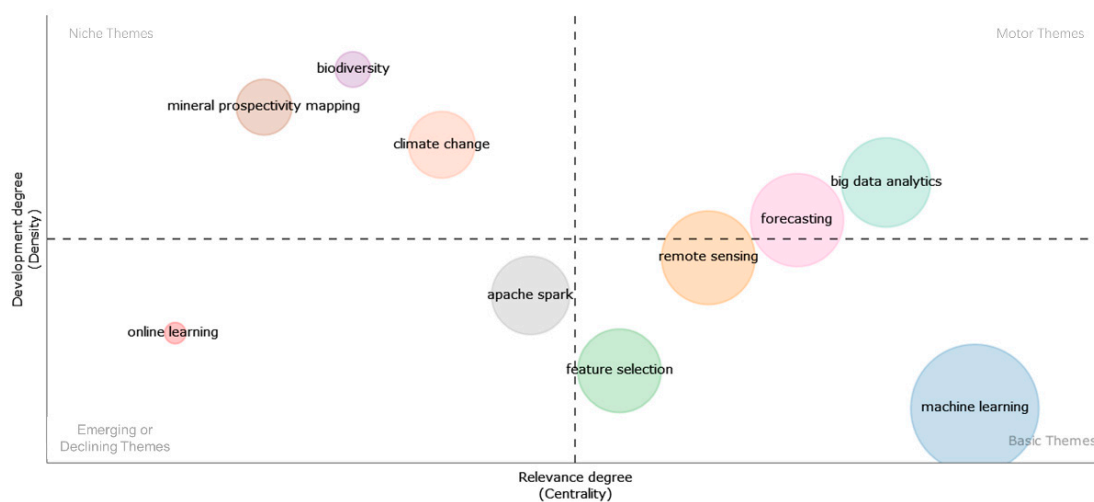 Niche Themes
Motor Themes
biodiversity
mineral prospectivity mapping
climate change
big data analytics
forecasting
remote sensing
apache spark
online learning
feature selection
machine learning
Emerging or
Declining Themes
Basic Themes
Development degree
(Density)
Relevance degree
(Centrality)